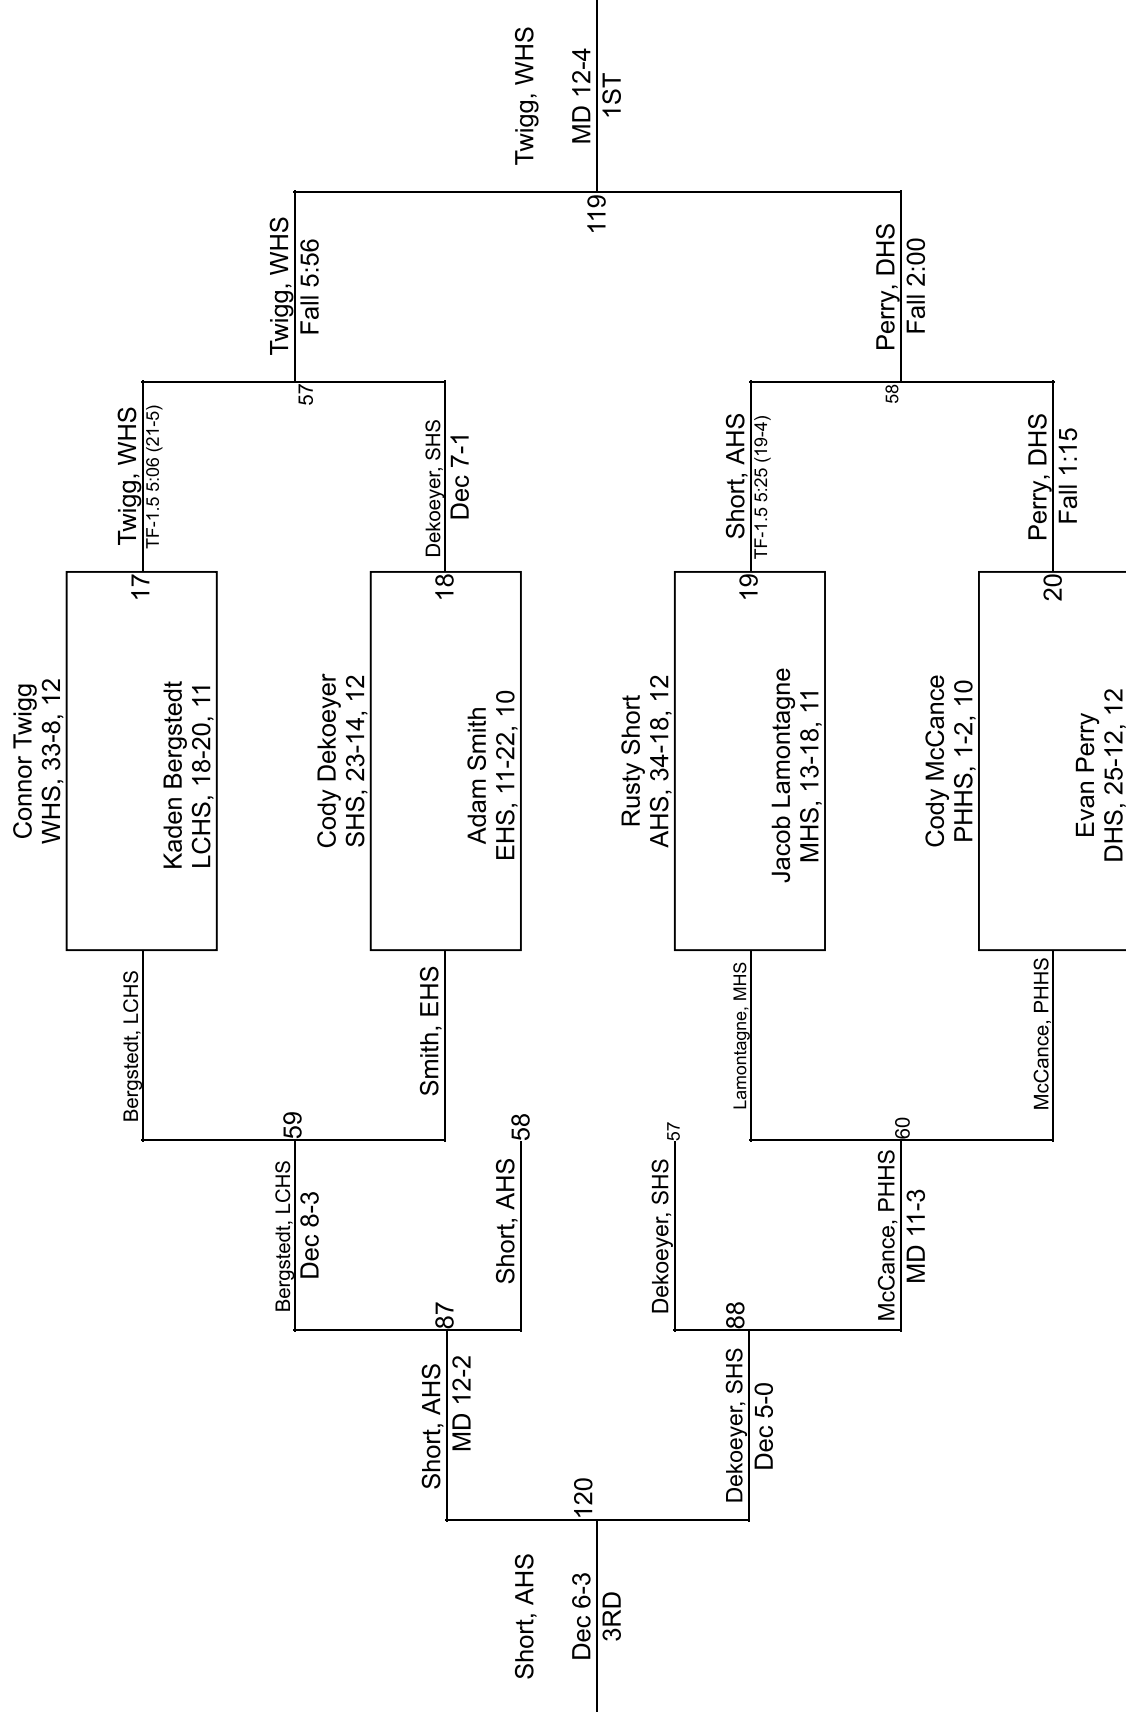 Connor Twigg
WHS, 33-8, 12
Kaden Bergstedt
LCHS, 18-20, 11
17
Cody Dekoeyer
SHS, 23-14, 12
Adam Smith
EHS, 11-22, 10
18
Rusty Short
AHS, 34-18, 12
Jacob Lamontagne
MHS, 13-18, 11
19
Cody McCance
PHHS, 1-2, 10
Evan Perry
DHS, 25-12, 12
20
Twigg, WHS
TF-1.5 5:06 (21-5)
Dekoeyer, SHS
Dec 7-1
Short, AHS
TF-1.5 5:25 (19-4)
Perry, DHS
Fall 1:15
57
58
Twigg, WHS
Fall 5:56
Perry, DHS
Fall 2:00
119
Twigg, WHS
MD 12-4
1ST
Bergstedt, LCHS
Smith, EHS
Lamontagne, MHS
McCance, PHHS
59
58
57
60
Bergstedt, LCHS
Dec 8-3
Short, AHS
Dekoeyer, SHS
McCance, PHHS
MD 11-3
87
88
Short, AHS
MD 12-2
Dekoeyer, SHS
Dec 5-0
120
Short, AHS
Dec 6-3
3RD